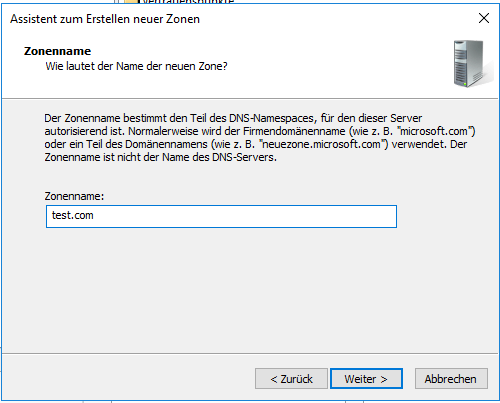 Vertrauenspunkte
Assistent zum Erstellen neuer Zonen
Zonenname
Wie lautet der Name der neuen Zone?
Der Zonenname bestimmt den Teil des DNS-Namespaces, für den dieser Server
autorisierend ist. Normalerweise wird der Firmendomänenname (wie z. B. "microsoft.com")
oder ein Teil des Domänennamens (wie z. B. "neuezone.microsoft.com") verwendet. Der
Zonenname ist nicht der Name des DNS-Servers.
Zonenname:
test.com
< Zurück
Weiter >
Abbrechen